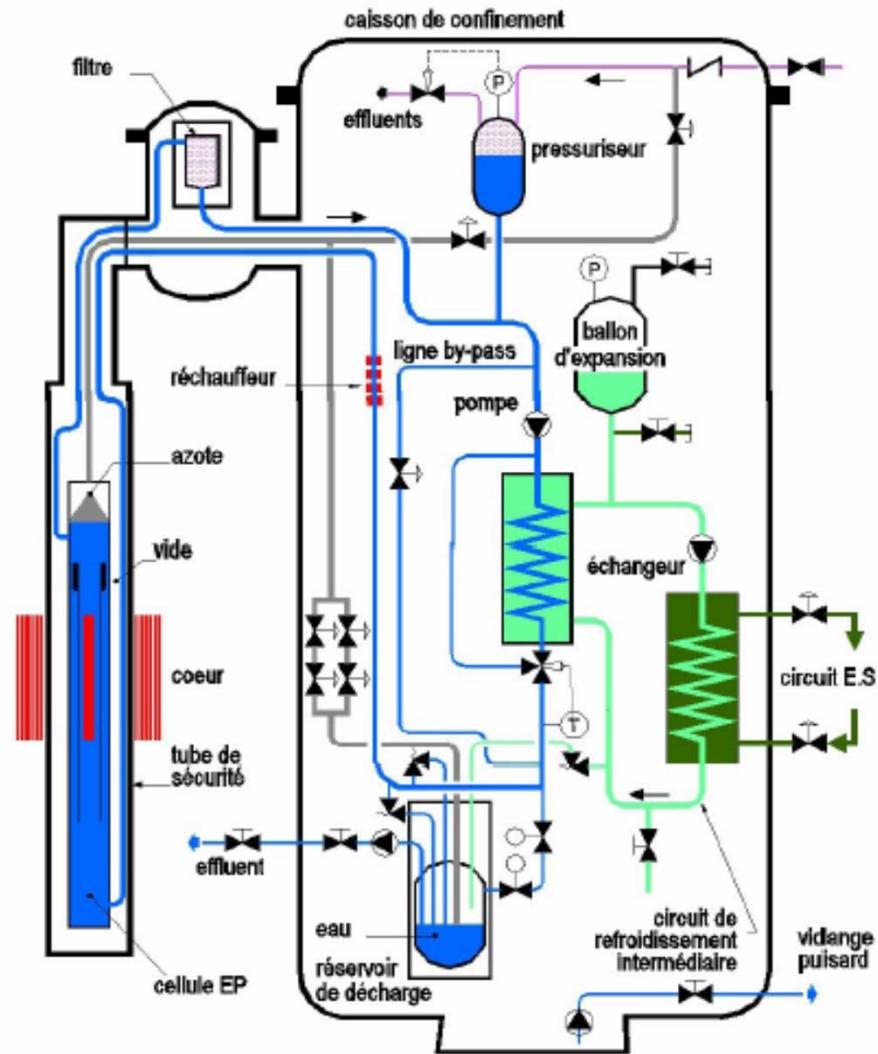 caisson de confinement
filtre
P
effluents
pressuriseur
P
ballon
d'expansion
ligne by-pass
réchauffeur
pompe
azote
vide
échangeur
coeur
circuit E.S
T
tube de
sécurité
effluent
eau
réservoir
de décharge
cellule EP
circuit de
refroidissement
intermédiaire
vidange
puisard